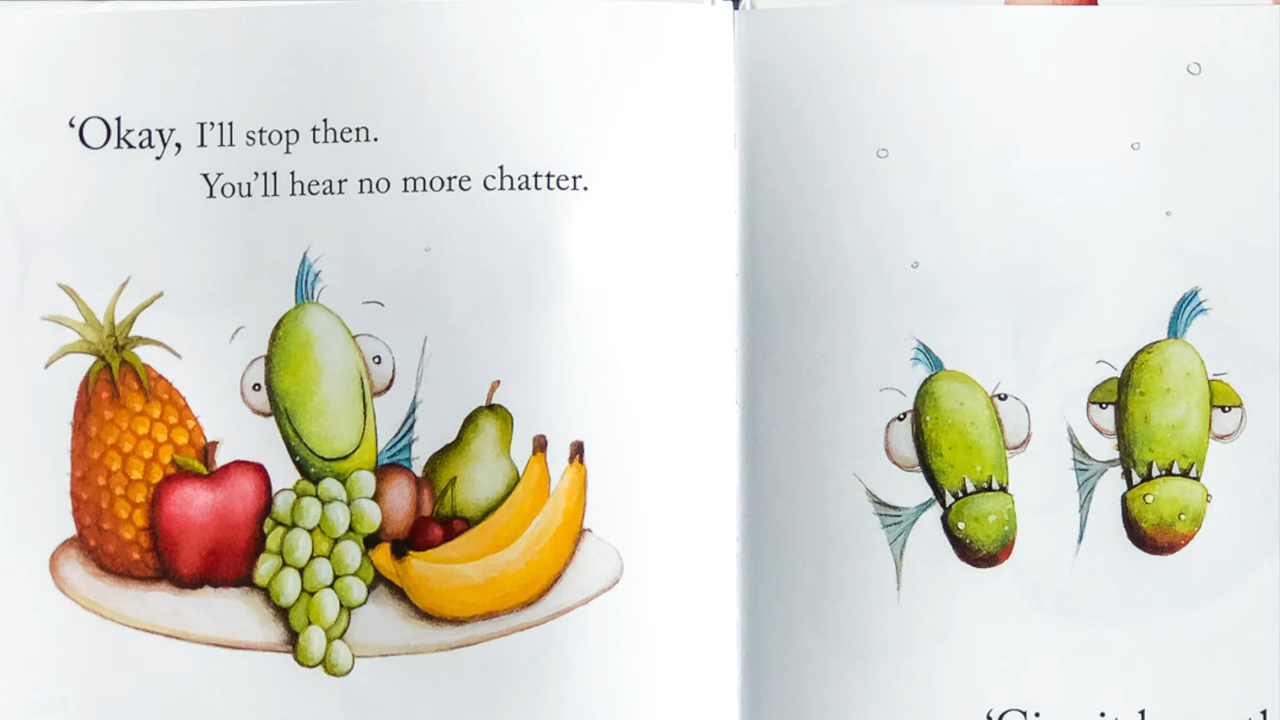 ‘Okay, I’ll stop then.
You’ll hear no more chatter.